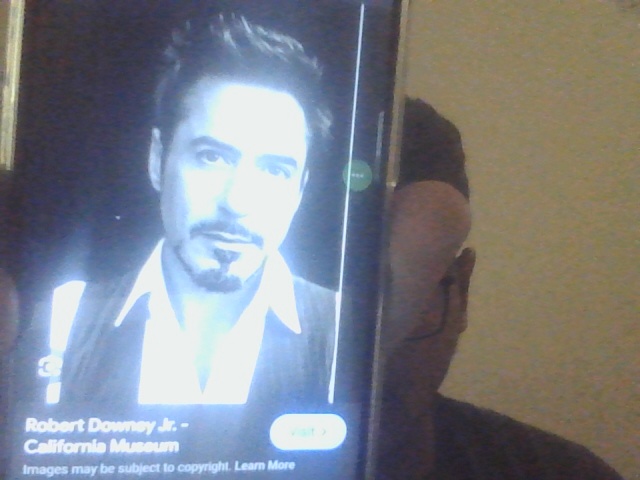 Robert Downey Jr. -
California Museum
Visit >
Images may be subject to copyright. Learn More